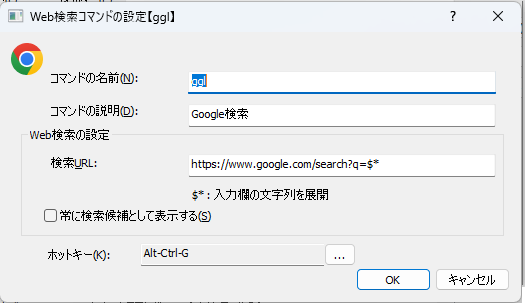 Web検索コマンドの設定【ggl】
コマンドの名前(N): ggl
コマンドの説明(D): Google検索
Web検索の設定
検索URL: https://www.google.com/search?q=$*
$* : 入力欄の文字列を展開
常に検索候補として表示する(S)
ホットキー(K): Alt-Ctrl-G ...
OK キャンセル